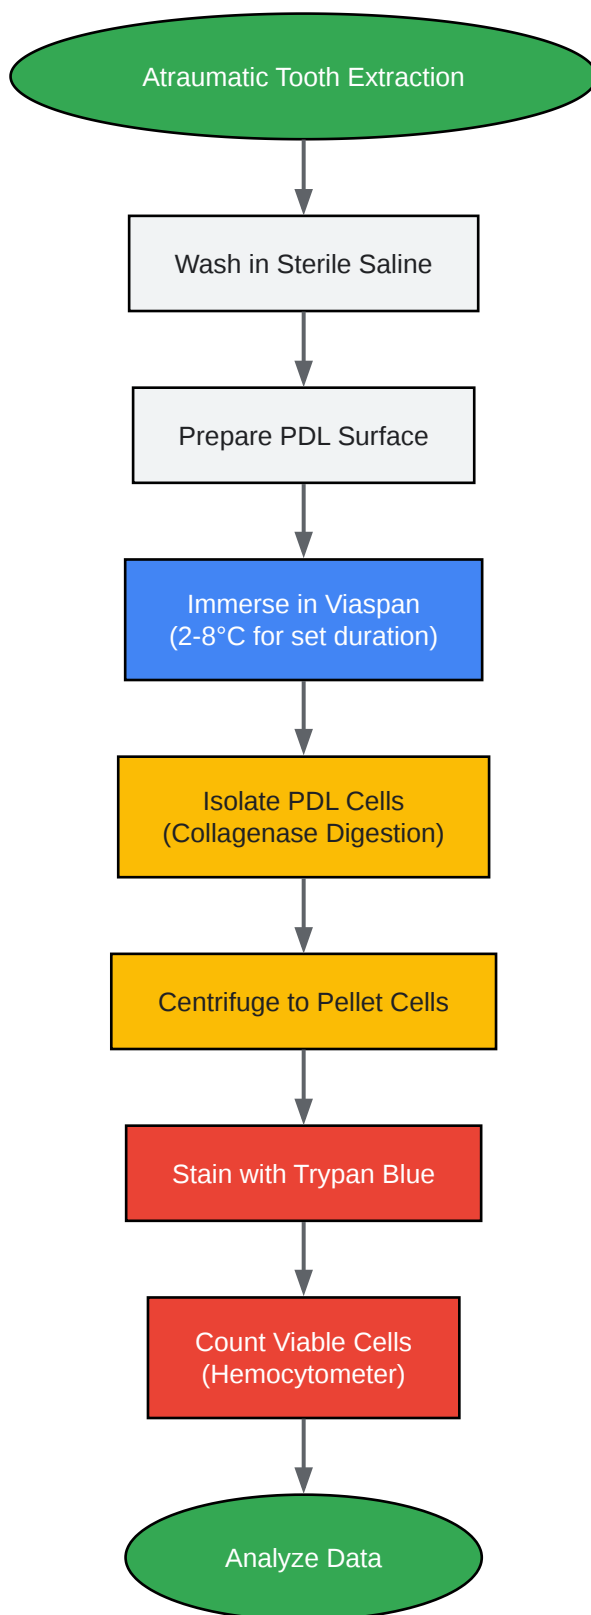 Atraumatic Tooth Extraction
Wash in Sterile Saline
Prepare PDL Surface
Immerse in Viaspan
(2-8°C for set duration)
Isolate PDL Cells
(Collagenase Digestion)
Centrifuge to Pellet Cells
Stain with Trypan Blue
Count Viable Cells
(Hemocytometer)
Analyze Data